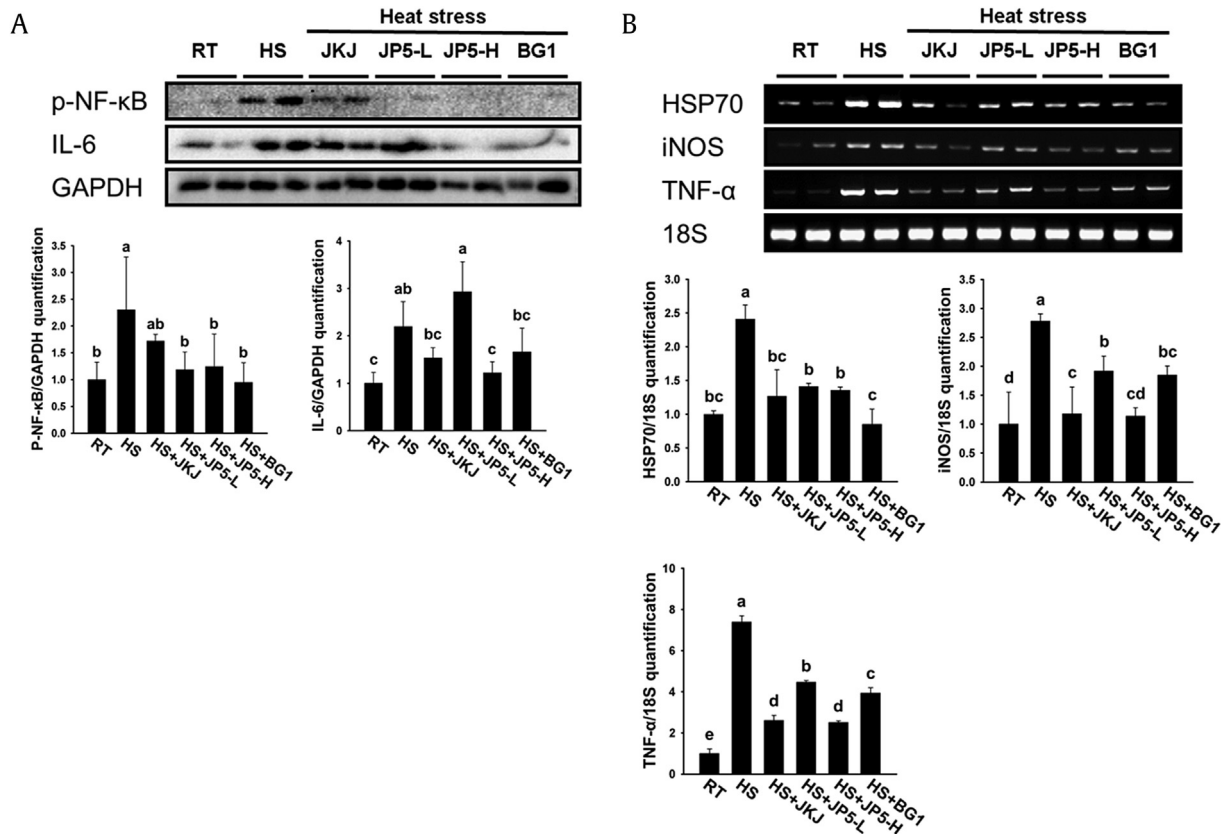 A
Heat stress
RT HS JKJ JP5-L JP5-H BG1
p-NF-κB
IL-6
GAPDH
P-NF-κB/GAPDH quantification
3.5
3.0
2.5
2.0
1.5
1.0
0.5
0.0
b a ab b b b
RT HS HS+JKJ HS+JP5-L HS+JP5-H HS+BG1
IL-6/GAPDH quantification
4
3
2
1
0
c ab bc a c bc
RT HS HS+JKJ HS+JP5-L HS+JP5-H HS+BG1
B
Heat stress
RT HS JKJ JP5-L JP5-H BG1
HSP70
iNOS
TNF-α
18S
HSP70/18S quantification
3.0
2.5
2.0
1.5
1.0
0.5
0.0
bc a bc b b c
RT HS HS+JKJ HS+JP5-L HS+JP5-H HS+BG1
iNOS/18S quantification
3.5
3.0
2.5
2.0
1.5
1.0
0.5
0.0
d a c b cd bc
RT HS HS+JKJ HS+JP5-L HS+JP5-H HS+BG1
TNF-α/18S quantification
10
8
6
4
2
0
e a d b d c
RT HS HS+JKJ HS+JP5-L HS+JP5-H HS+BG1